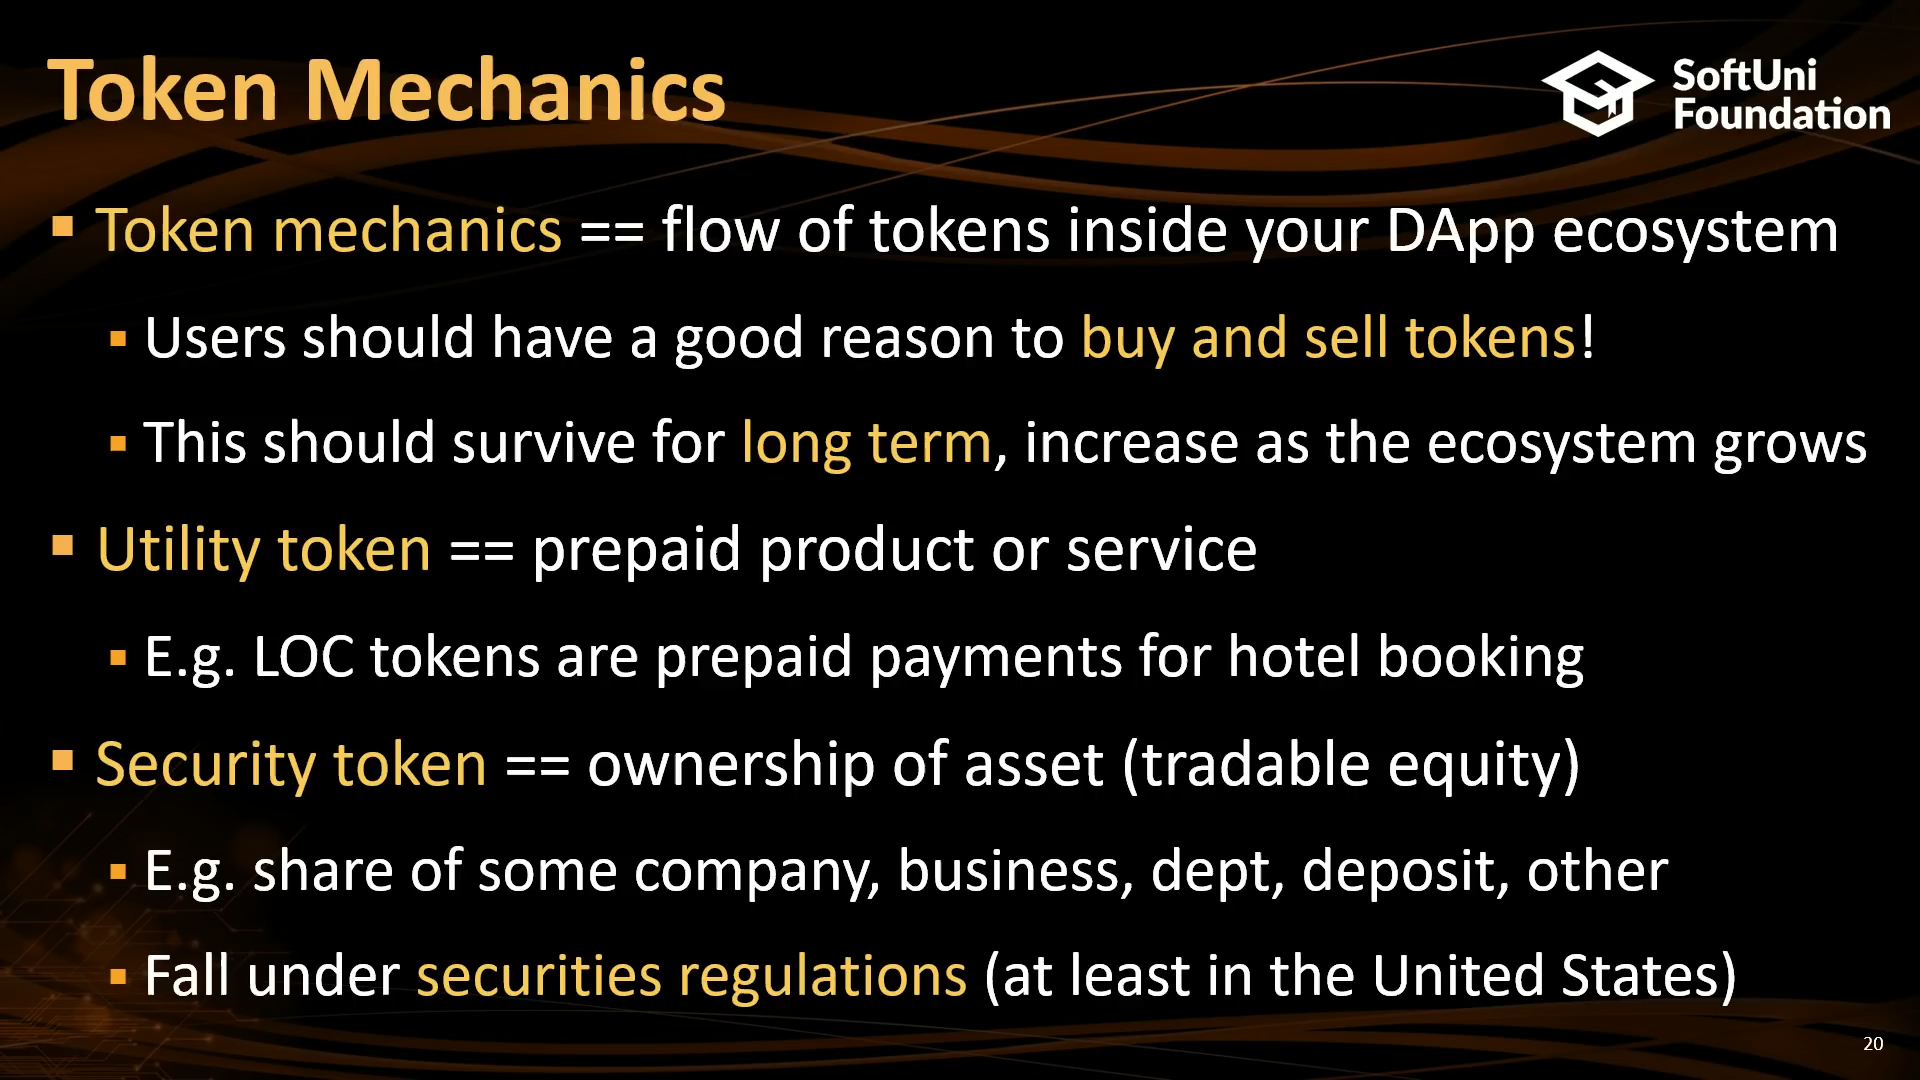 Token Mechanics
SoftUni
Foundation
▪ Token mechanics == flow of tokens inside your DApp ecosystem
▪ Users should have a good reason to buy and sell tokens!
▪ This should survive for long term, increase as the ecosystem grows
▪ Utility token == prepaid product or service
▪ E.g. LOC tokens are prepaid payments for hotel booking
▪ Security token == ownership of asset (tradable equity)
▪ E.g. share of some company, business, dept, deposit, other
▪ Fall under securities regulations (at least in the United States)
20